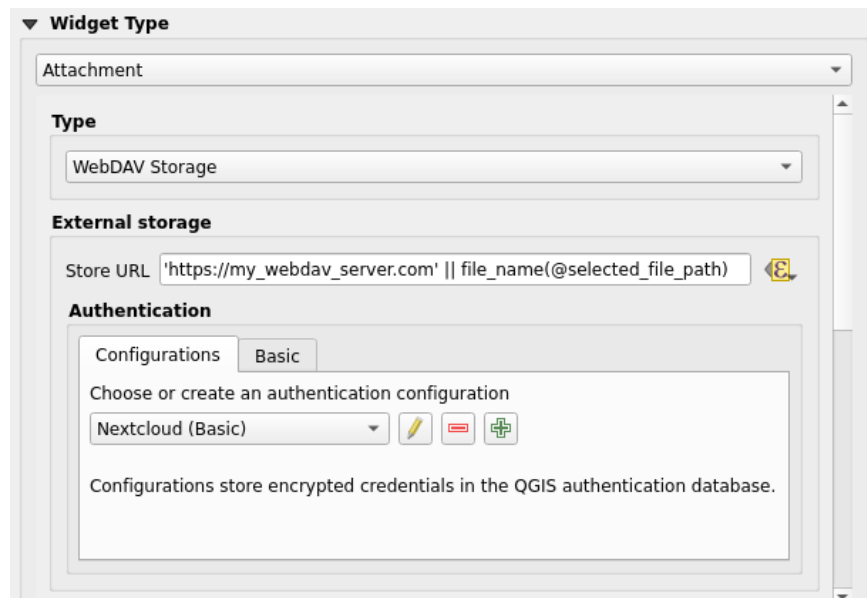 Widget Type
Attachment
Type
WebDAV Storage
External storage
Store URL 'https://my_webdav_server.com' || file_name(@selected_file_path)
Authentication
Configurations Basic
Choose or create an authentication configuration
Nextcloud (Basic)
Configurations store encrypted credentials in the QGIS authentication database.